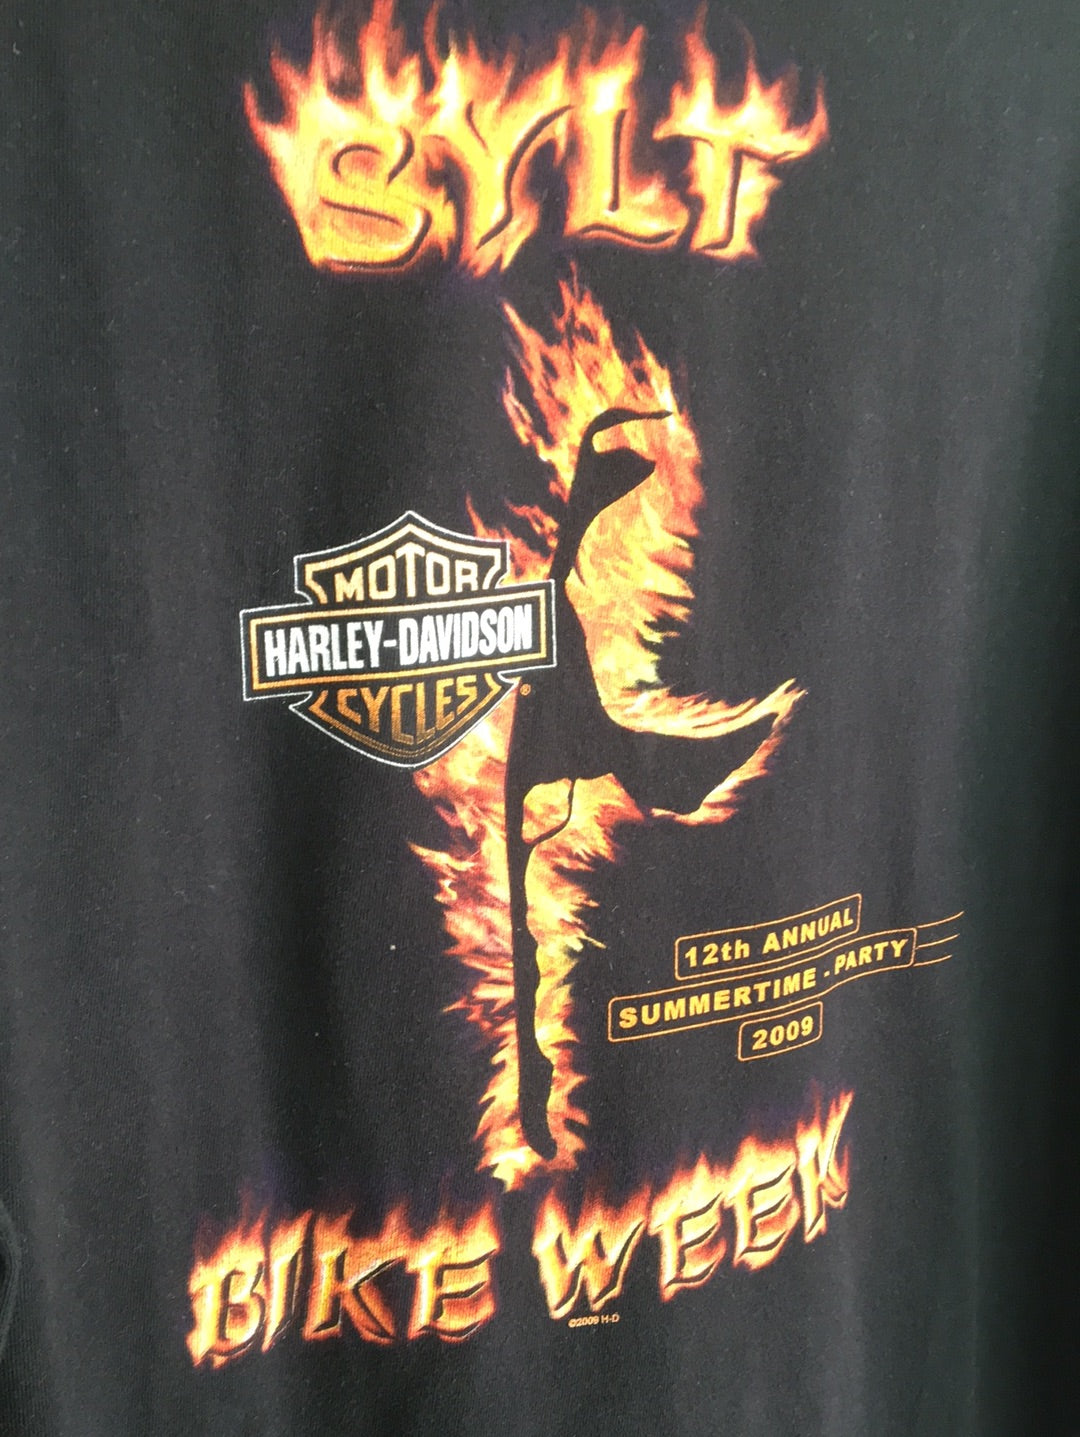 SYLT
MOTOR
HARLEY-DAVIDSON
CYCLES
®
12th ANNUAL
SUMMERTIME - PARTY
2009
BIKE WEEK
©2009 H-D